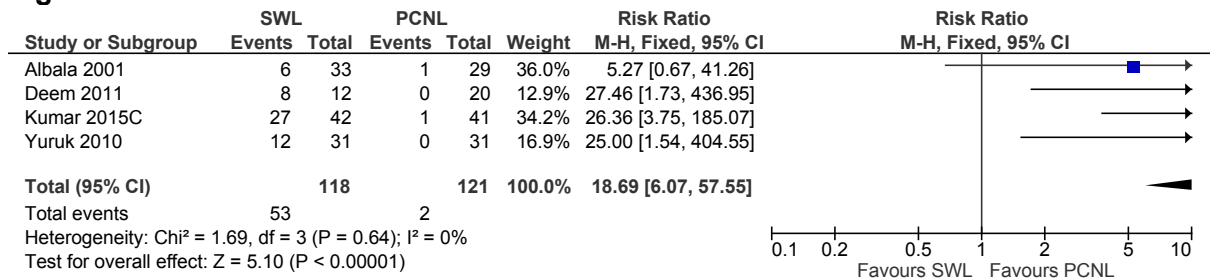 SWL PCNL Risk Ratio Risk Ratio
Study or Subgroup Events Total Events Total Weight M-H, Fixed, 95% CI M-H, Fixed, 95% CI
Albala 2001 6 33 1 29 36.0% 5.27 [0.67, 41.26]
Deem 2011 8 12 0 20 12.9% 27.46 [1.73, 436.95]
Kumar 2015C 27 42 1 41 34.2% 26.36 [3.75, 185.07]
Yuruk 2010 12 31 0 31 16.9% 25.00 [1.54, 404.55]
Total (95% CI) 118 121 100.0% 18.69 [6.07, 57.55]
Total events 53 2
Heterogeneity: Chi² = 1.69, df = 3 (P = 0.64); I² = 0%
Test for overall effect: Z = 5.10 (P < 0.00001)
0.1 0.2 0.5 1 2 5 10
Favours SWL Favours PCNL